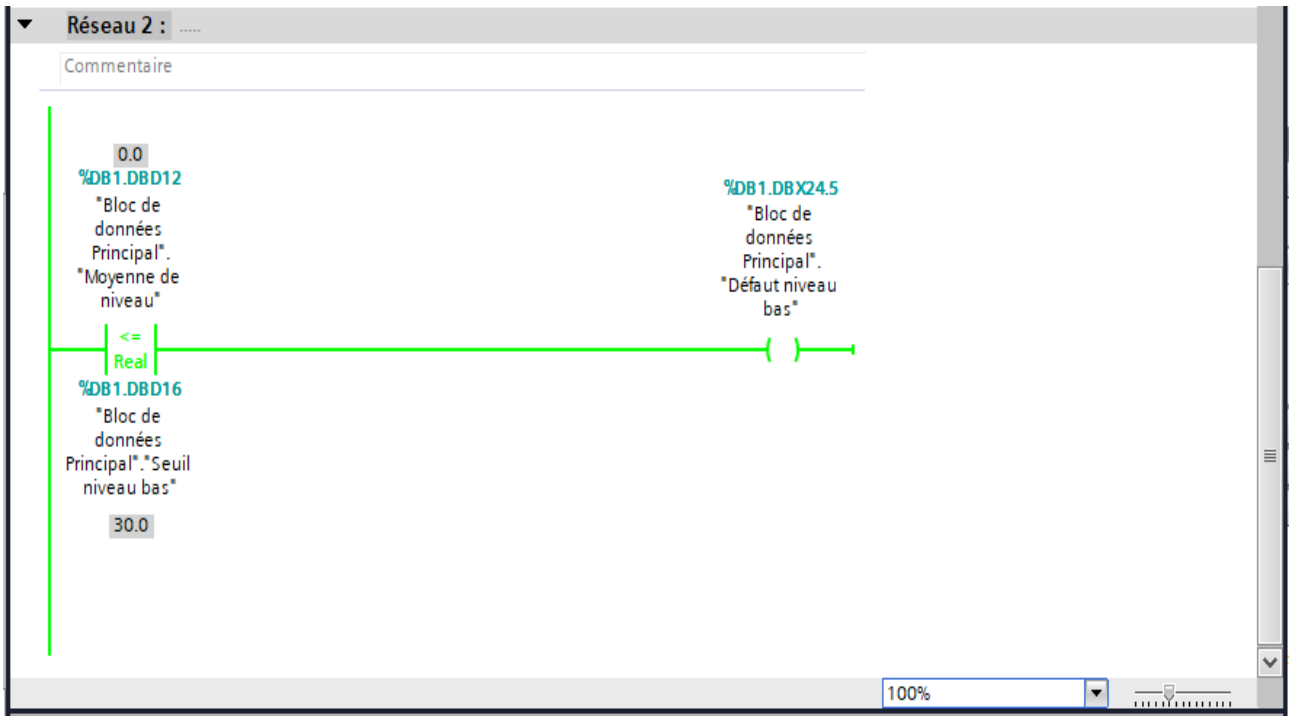 Réseau 2 : .....
Commentaire
0.0
%DB1.DBD12
"Bloc de
données
Principal".
"Moyenne de
niveau"
<=
Real
%DB1.DBD16
"Bloc de
données
Principal"."Seuil
niveau bas"
30.0
%DB1.DBX24.5
"Bloc de
données
Principal".
"Défaut niveau
bas"
100%